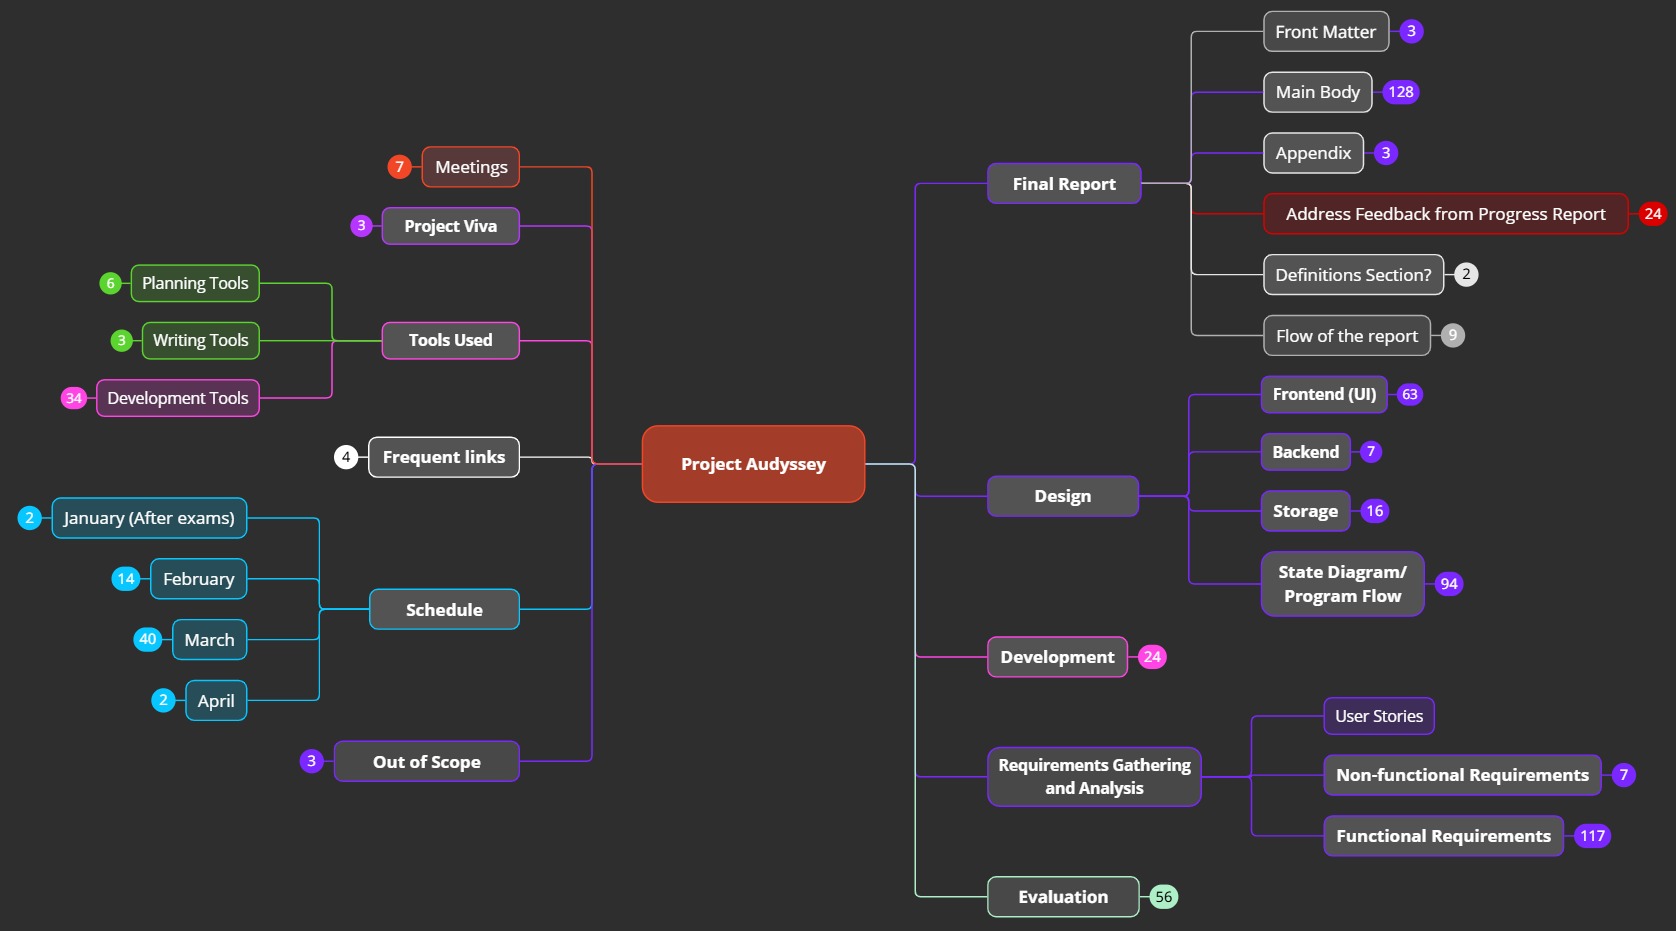 Project Audyssey
Meetings
7
Project Viva
3
Tools Used
Planning Tools
6
Writing Tools
3
Development Tools
34
Frequent links
4
Schedule
January (After exams)
2
February
14
March
40
April
2
Out of Scope
3
Final Report
Front Matter
3
Main Body
128
Appendix
3
Address Feedback from Progress Report
24
Definitions Section?
2
Flow of the report
9
Design
Frontend (UI)
63
Backend
7
Storage
16
State Diagram/
Program Flow
94
Development
24
Requirements Gathering
and Analysis
User Stories
Non-functional Requirements
7
Functional Requirements
117
Evaluation
56